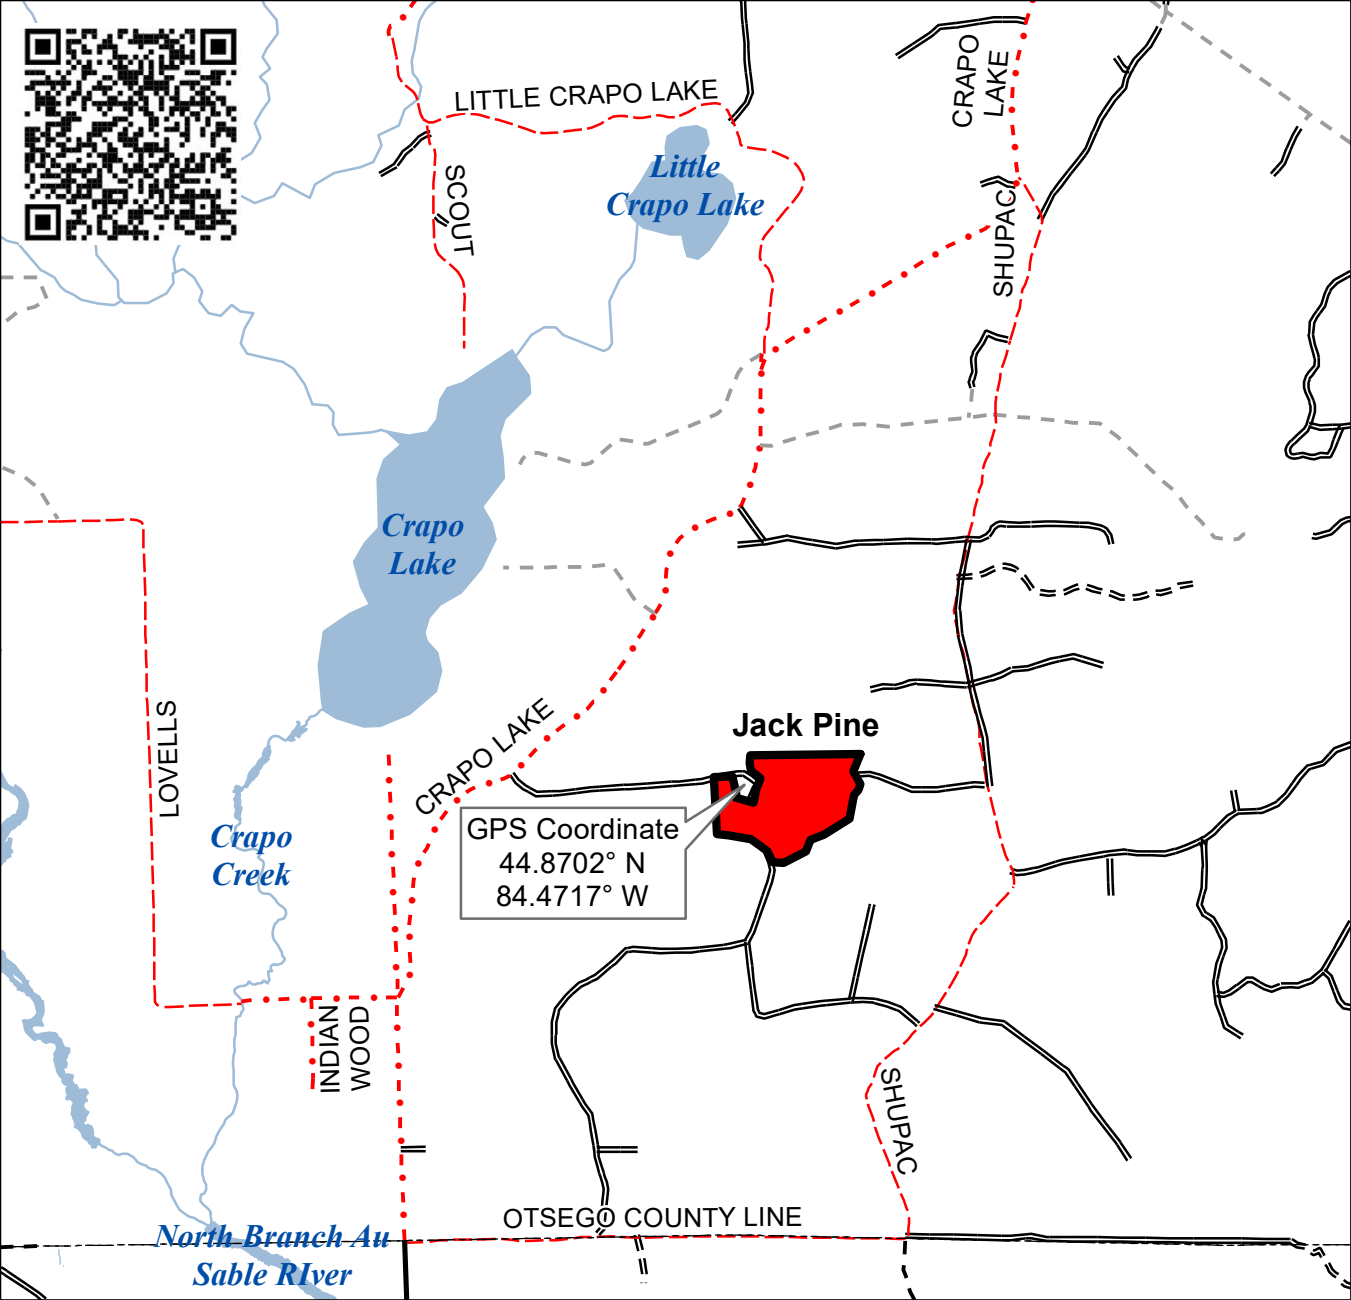 LITTLE CRAPO LAKE
CRAPO
LAKE
Little
Crapo Lake
SCOUT
SHUPAC
Crapo
Lake
LOVELLS
CRAPO LAKE
Jack Pine
GPS Coordinate
44.8702° N
84.4717° W
Crapo
Creek
INDIAN
WOOD
SHUPAC
OTSEGO COUNTY LINE
North Branch Au
Sable RIver